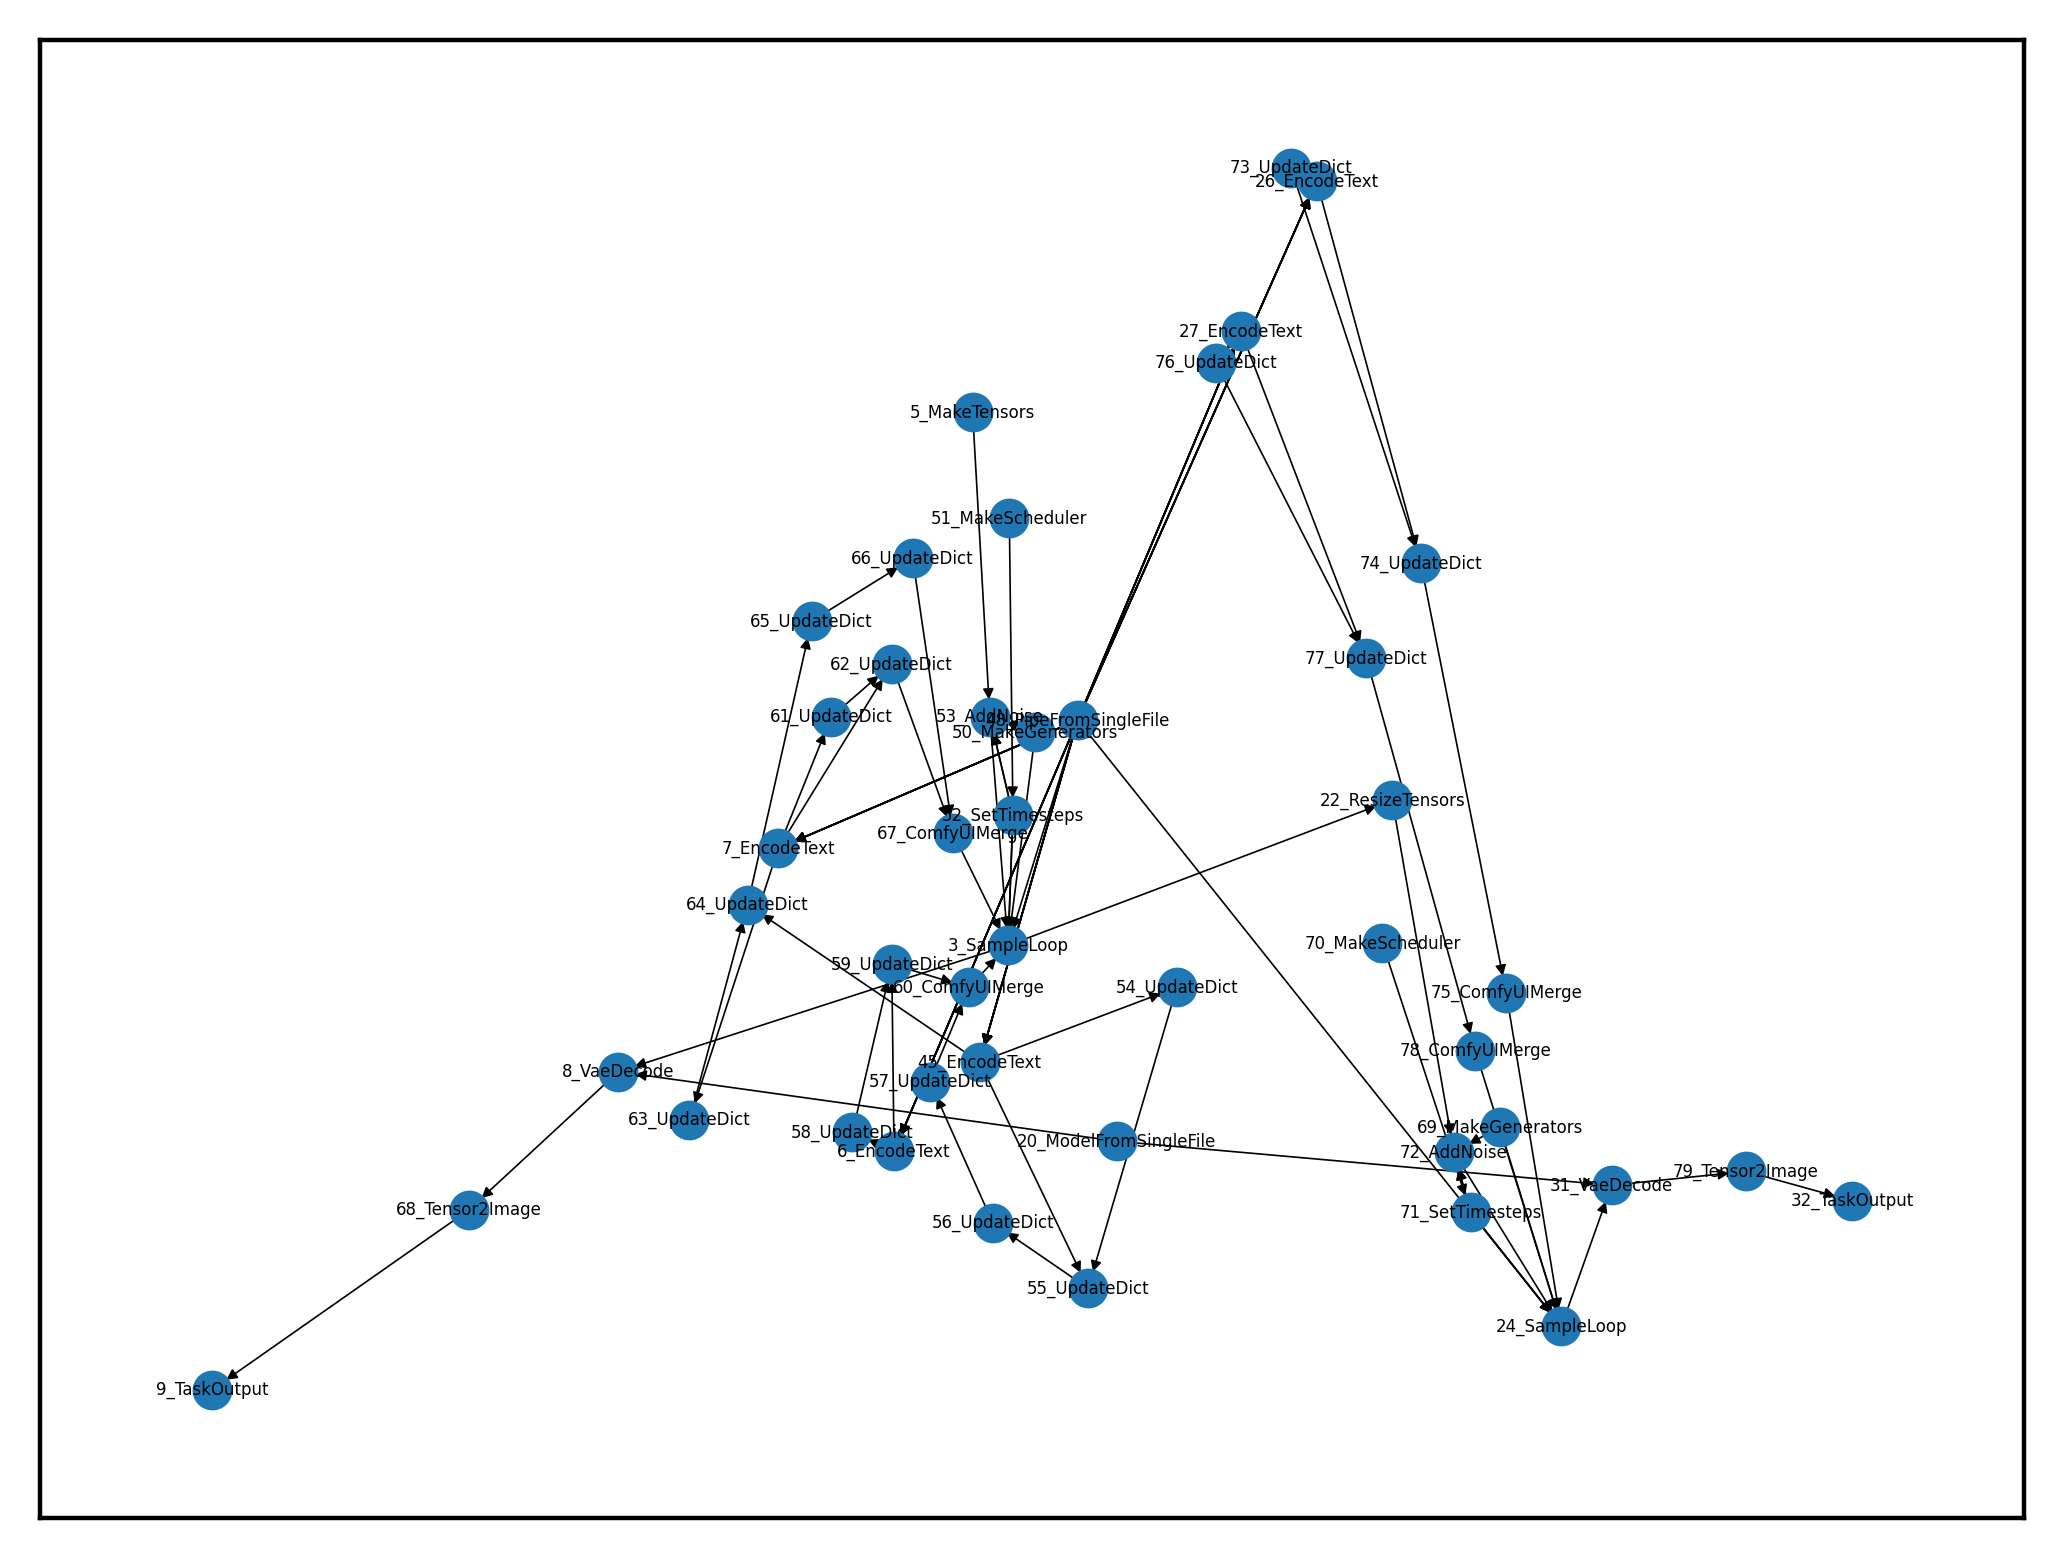 73_UpdateDict
26_EncodeText
27_EncodeText
76_UpdateDict
5_MakeTensors
51_MakeScheduler
66_UpdateDict
74_UpdateDict
65_UpdateDict
62_UpdateDict
77_UpdateDict
61_UpdateDict
53_AddNoise
PipeFromSingleFile
50_MakeGenerators
22_ResizeTensors
52_SetTimesteps
67_ComfyUIMerge
7_EncodeText
64_UpdateDict
3_SampleLoop
70_MakeScheduler
59_UpdateDict
60_ComfyUIMerge
54_UpdateDict
75_ComfyUIMerge
78_ComfyUIMerge
45_EncodeText
8_VaeDecode
57_UpdateDict
63_UpdateDict
58_UpdateDict
69_MakeGenerators
20_ModelFromSingleFile
6_EncodeText
72_AddNoise
79_Tensor2Image
31_VaeDecode
32_TaskOutput
68_Tensor2Image
71_SetTimesteps
56_UpdateDict
55_UpdateDict
24_SampleLoop
9_TaskOutput